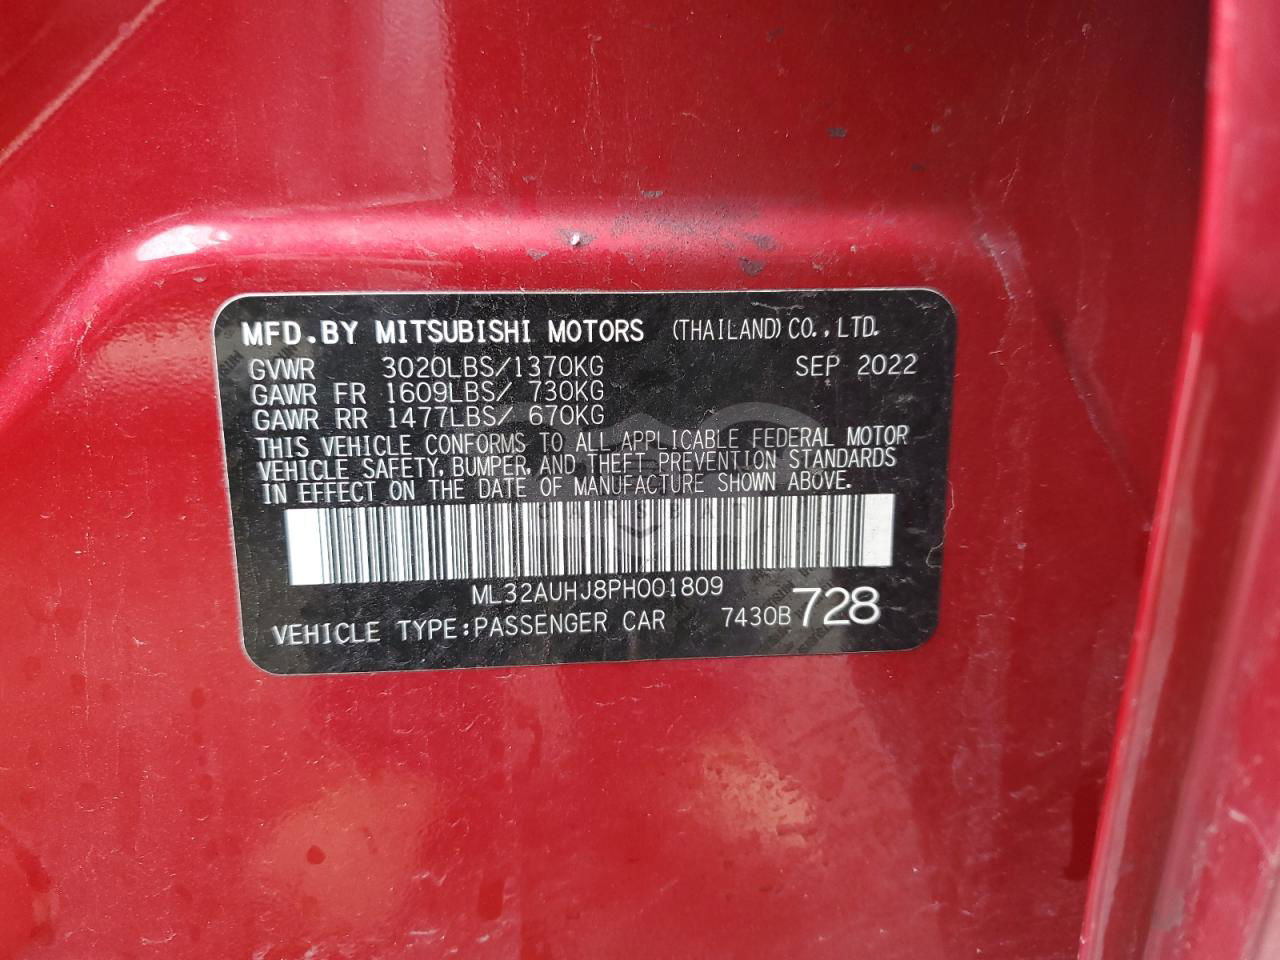 MFD.BY MITSUBISHI MOTORS (THAILAND)CO.,LTD.
GVWR 3020LBS/1370KG SEP 2022
GAWR FR 1609LBS/ 730KG
GAWR RR 1477LBS/ 670KG
THIS VEHICLE CONFORMS TO ALL APPLICABLE FEDERAL MOTOR
VEHICLE SAFETY, BUMPER, AND THEFT PREVENTION STANDARDS
IN EFFECT ON THE DATE OF MANUFACTURE SHOWN ABOVE.
ML32AUHJ8PH001809
VEHICLE TYPE:PASSENGER CAR 7430B 728